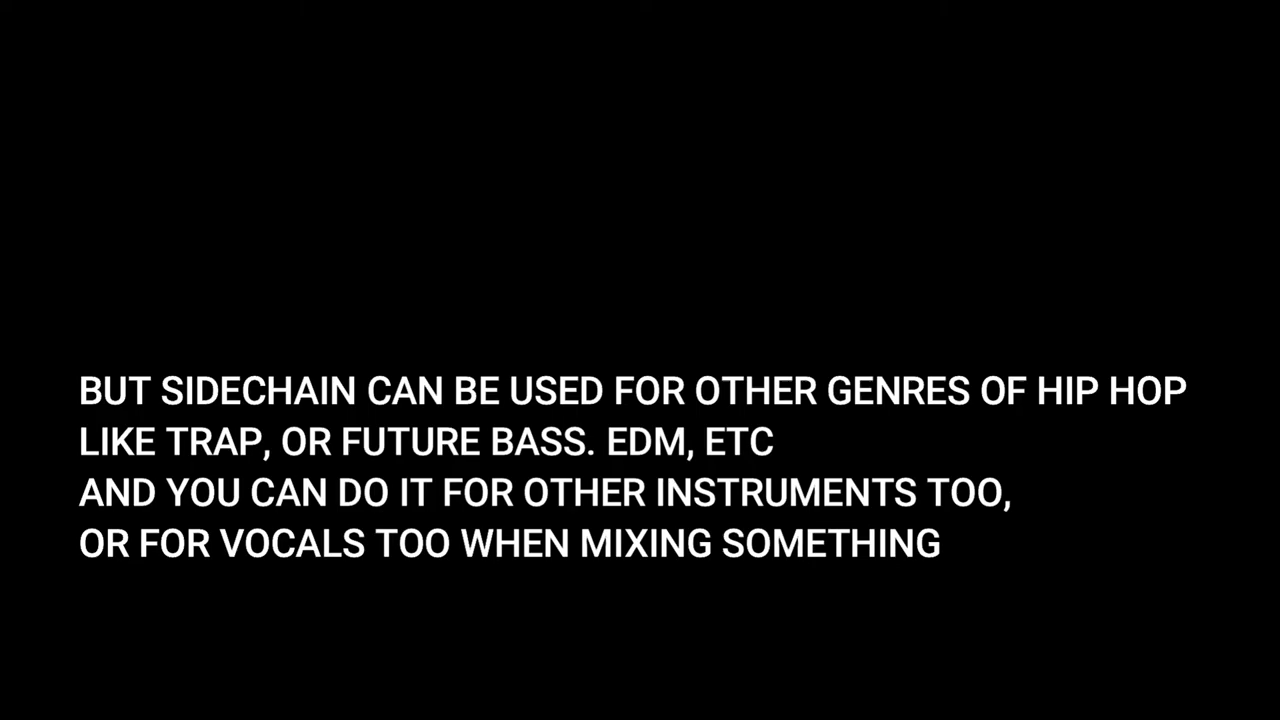 BUT SIDECHAIN CAN BE USED FOR OTHER GENRES OF HIP HOP
LIKE TRAP, OR FUTURE BASS. EDM, ETC
AND YOU CAN DO IT FOR OTHER INSTRUMENTS TOO,
OR FOR VOCALS TOO WHEN MIXING SOMETHING